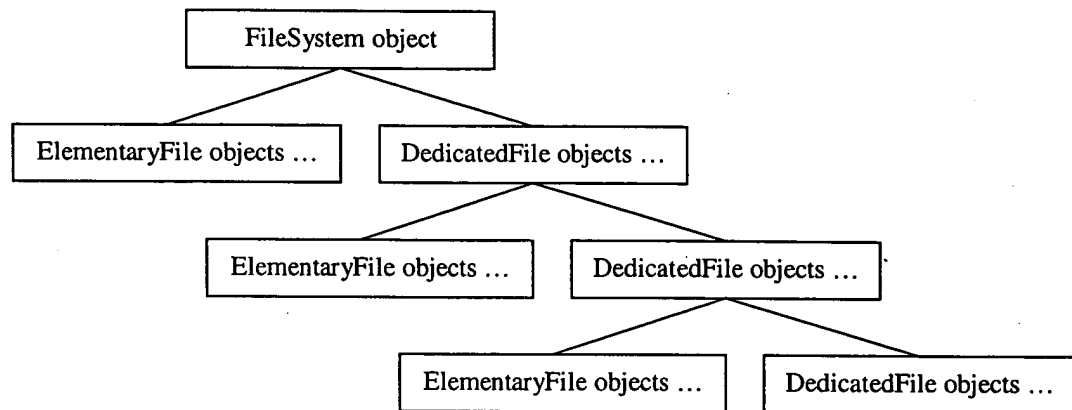 FileSystem object
ElementaryFile objects …
DedicatedFile objects …
ElementaryFile objects …
DedicatedFile objects …
ElementaryFile objects …
DedicatedFile objects …